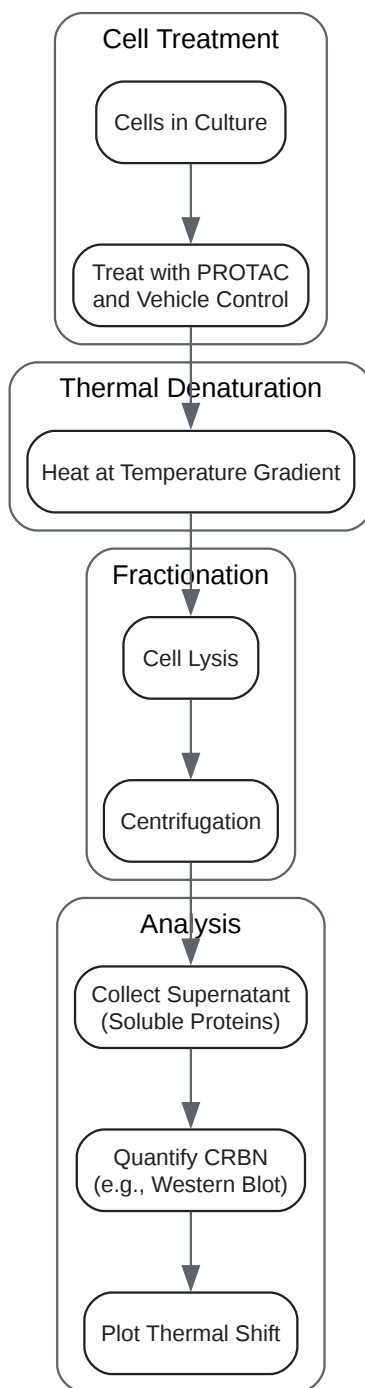 Cell Treatment
Cells in Culture
Treat with PROTAC
and Vehicle Control
Thermal Denaturation
Heat at Temperature Gradient
Fractionation
Cell Lysis
Centrifugation
Analysis
Collect Supernatant
(Soluble Proteins)
Quantify CRBN
(e.g., Western Blot)
Plot Thermal Shift